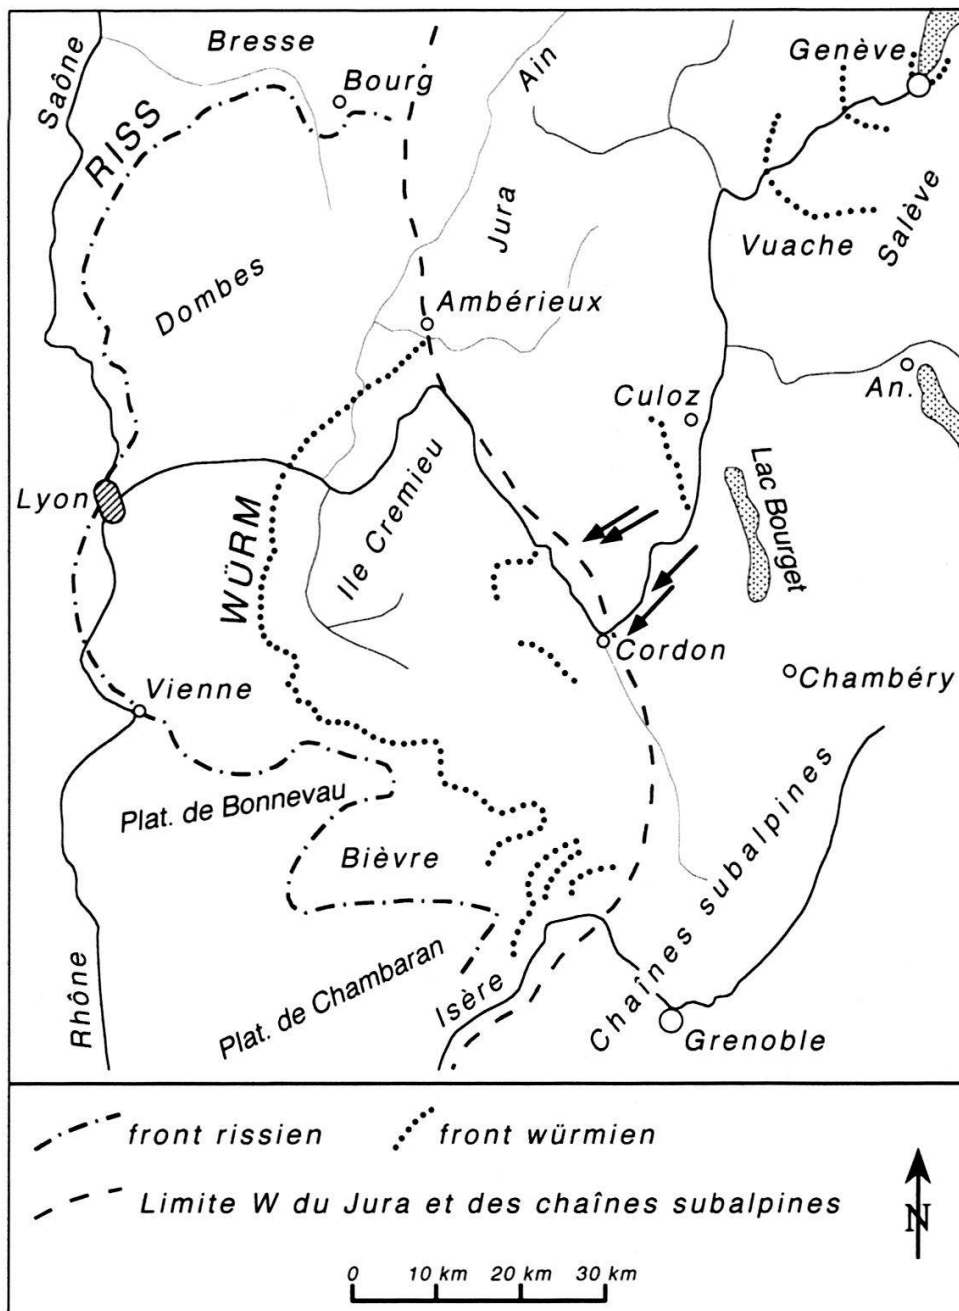 Saône
Bresse
Bourg
Ain
Genève
RISS
Jura
Salève
Vuache
Dombes
Ambérieux
An.
Culoz
Lac Bourget
Lyon
WÜRM
Ile Cremieu
Cordon
Chambéry
Vienne
Plat. de Bonnevau
Bièvre
Chaînes subalpines
Plat. de Chambaran
Isère
Rhône
Grenoble
front rissien
front würmien
Limite W du Jura et des chaînes subalpines
N
0 10 km 20 km 30 km